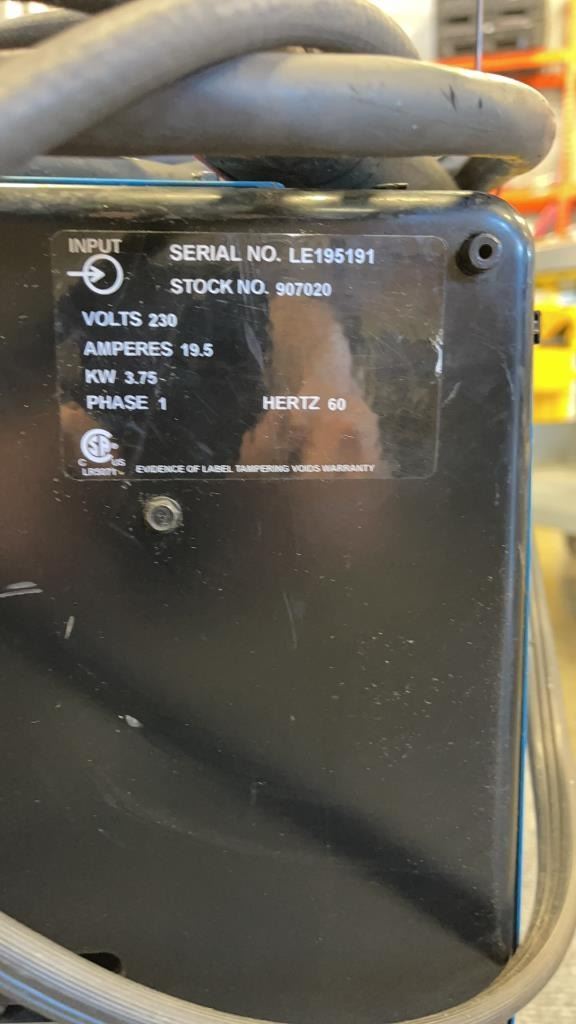 INPUT
SERIAL NO. LE195191
STOCK NO. 907020
VOLTS 230
AMPERES 19.5
KW 3.75
PHASE 1 HERTZ 60
C US
EVIDENCE OF LABEL TAMPERING VOIDS WARRANTY